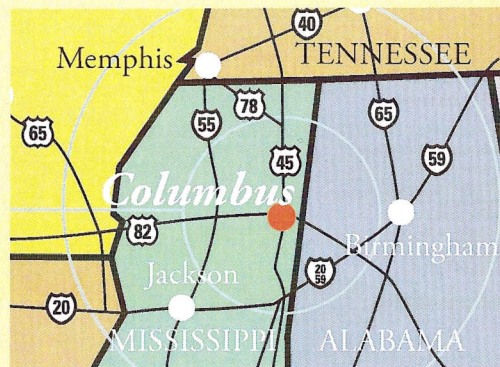 40
Memphis
TENNESSEE
78
65
55
65
45
59
Columbus
82
Birmingham
Jackson
20
59
20
MISSISSIPPI
ALABAMA